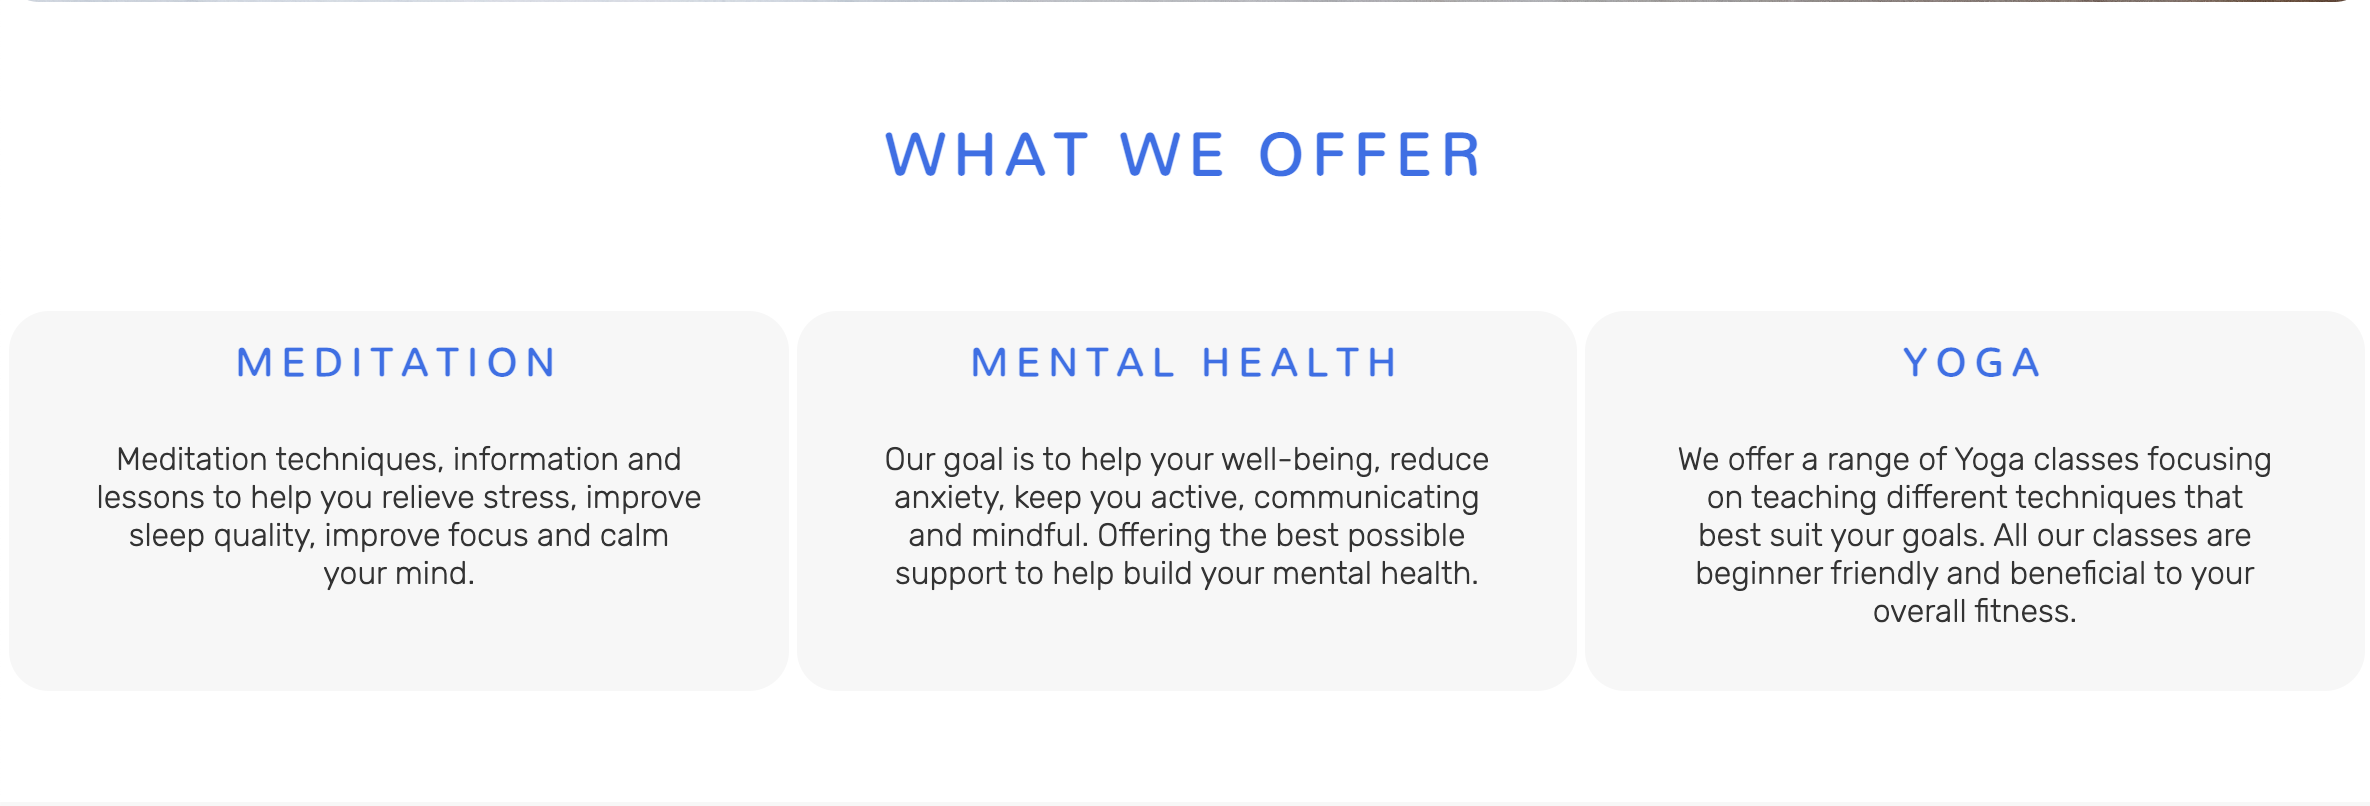 WHAT WE OFFER
MEDITATION
Meditation techniques, information and
lessons to help you relieve stress, improve
sleep quality, improve focus and calm
your mind.
MENTAL HEALTH
Our goal is to help your well-being, reduce
anxiety, keep you active, communicating
and mindful. Offering the best possible
support to help build your mental health.
YOGA
We offer a range of Yoga classes focusing
on teaching different techniques that
best suit your goals. All our classes are
beginner friendly and beneficial to your
overall fitness.